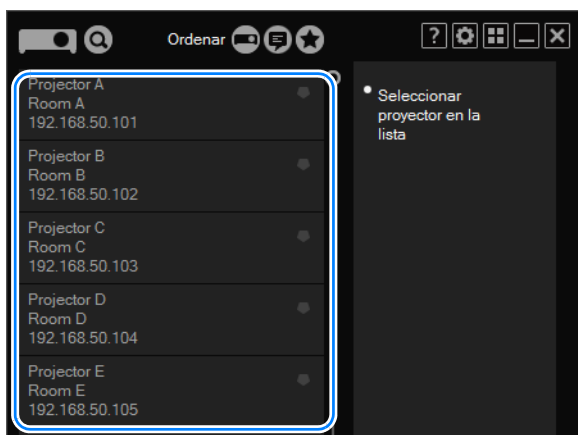 Ordenar
?
Projector A
Room A
192.168.50.101
Projector B
Room B
192.168.50.102
Projector C
Room C
192.168.50.103
Projector D
Room D
192.168.50.104
Projector E
Room E
192.168.50.105
Seleccionar
proyector en la
lista